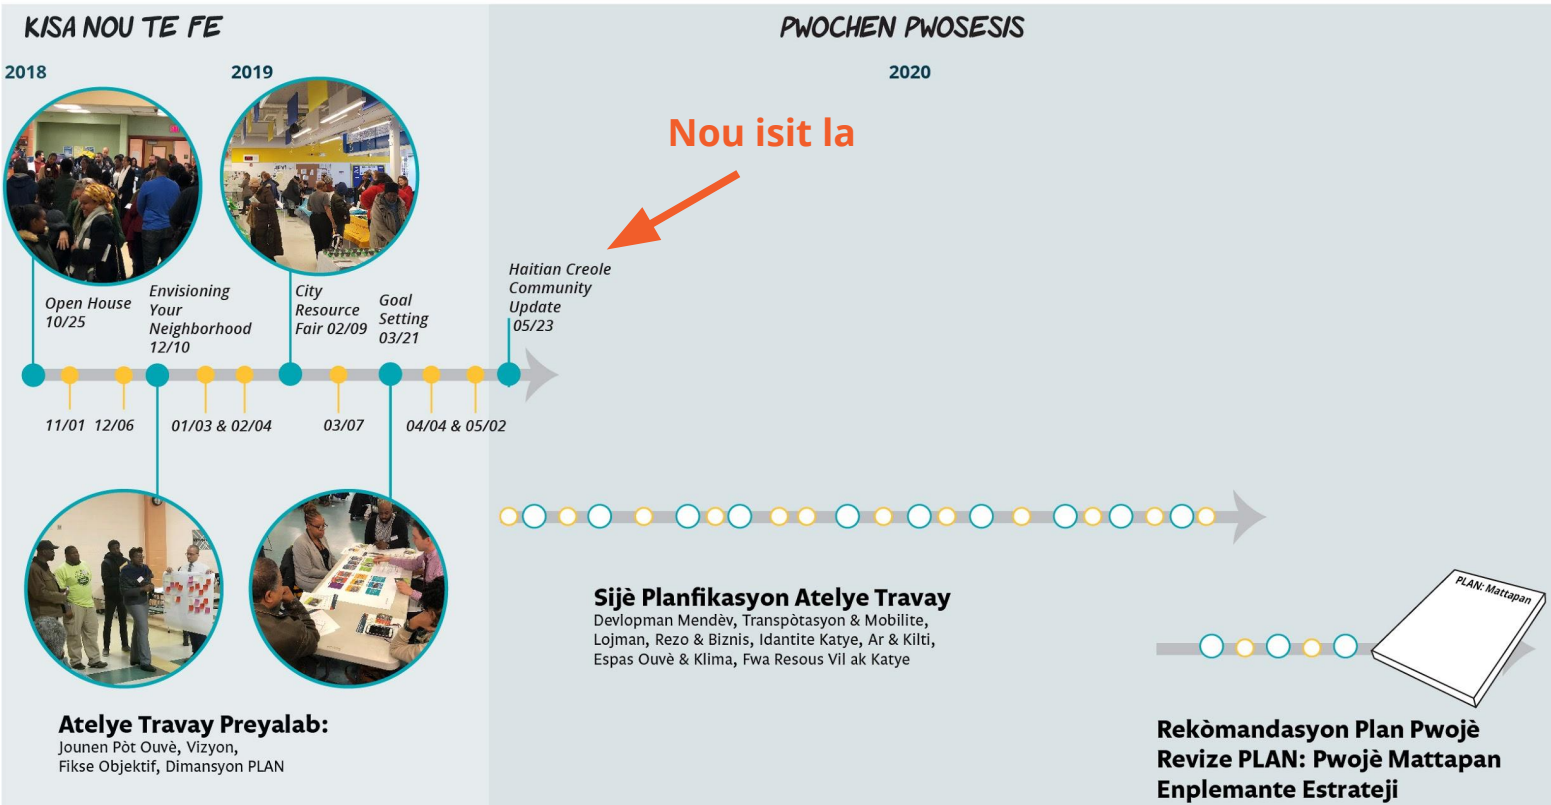 KISA NOU TE FE
PWOCHEN PWOSESIS
2018
2019
2020
Nou isit la
Open House
10/25
Envisioning
Your
Neighborhood
12/10
City
Resource
Fair 02/09
Goal
Setting
03/21
Haitian Creole
Community
Update
05/23
11/01
12/06
01/03 & 02/04
03/07
04/04 & 05/02
Sijè Planfikasyon Atelye Travay
Devlopman Mendèv, Transpòtasyon & Mobilite,
Lojman, Rezo & Biznis, Idantite Katye, Ar & Kilti,
Espas Ouvè & Klima, Fwa Resous Vil ak Katye
PLAN: Mattapan
Atelye Travay Preyalab:
Jounen Pòt Ouvè, Vizyon,
Fikse Objektif, Dimansyon PLAN
Rekòmandasyon Plan Pwojè
Revize PLAN: Pwojè Mattapan
Enplemante Estrateji